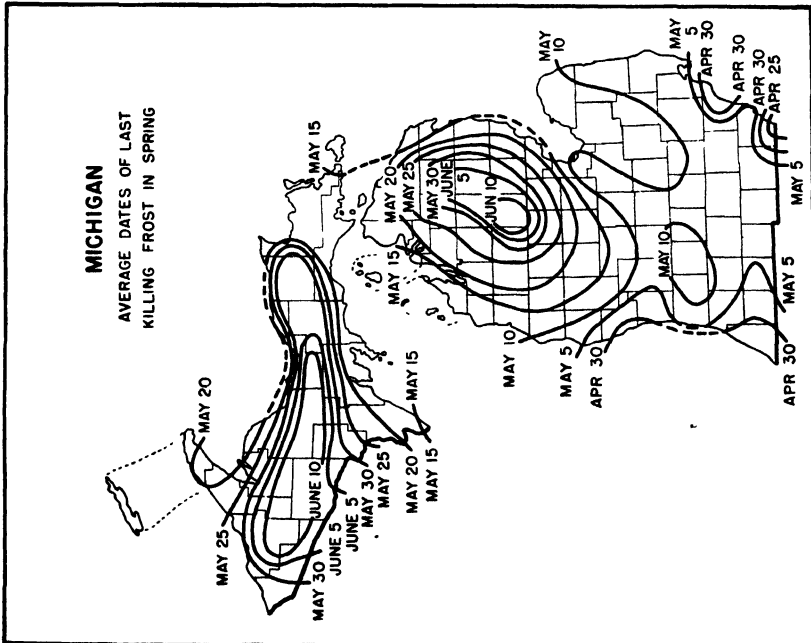 MICHIGAN
AVERAGE DATES OF LAST
KILLING FROST IN SPRING
MAY 20
MAY 15
MAY 25
JUNE 10
MAY 30
JUNE 5
JUNE 5
MAY 30
MAY 25
MAY 20
MAY 15
MAY 15
MAY 15
MAY 20
MAY 25
MAY 30
JUNE
5
JUN 10
MAY 10
MAY 5
APR 30
MAY
10
MAY 10
MAY
5
APR 30
APR 30
APR 30
APR 25
MAY 5
MAY 5
APR 30